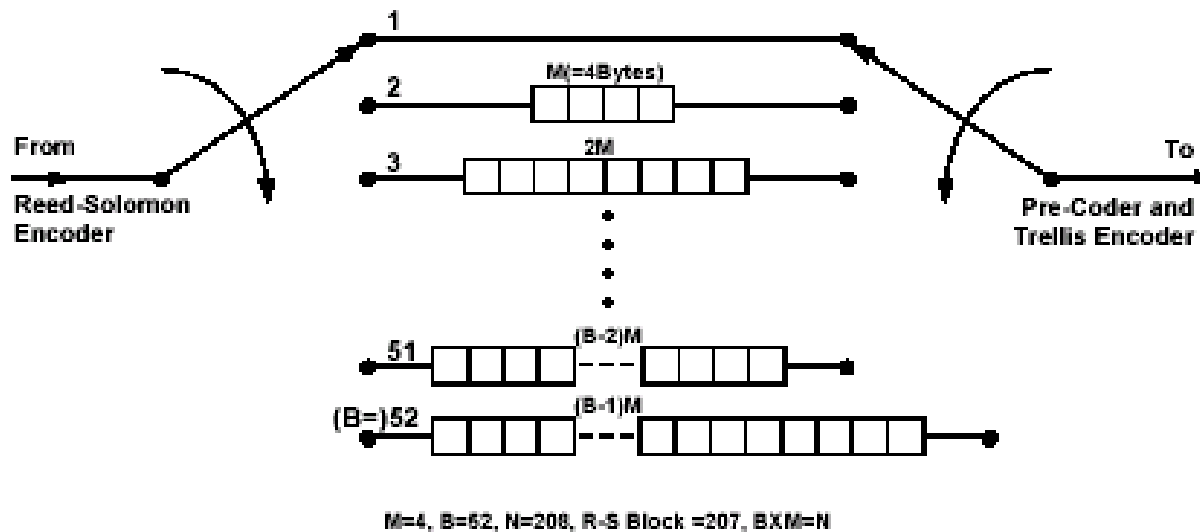 1
M(=4Bytes)
2
From
2M
To
3
Reed-Solomon
Encoder
Pre-Coder and
Trellis Encoder
(B-2)M
51
(B-1)M
(B=)52
M=4, B=52, N=208, R-S Block =207, BXM=N